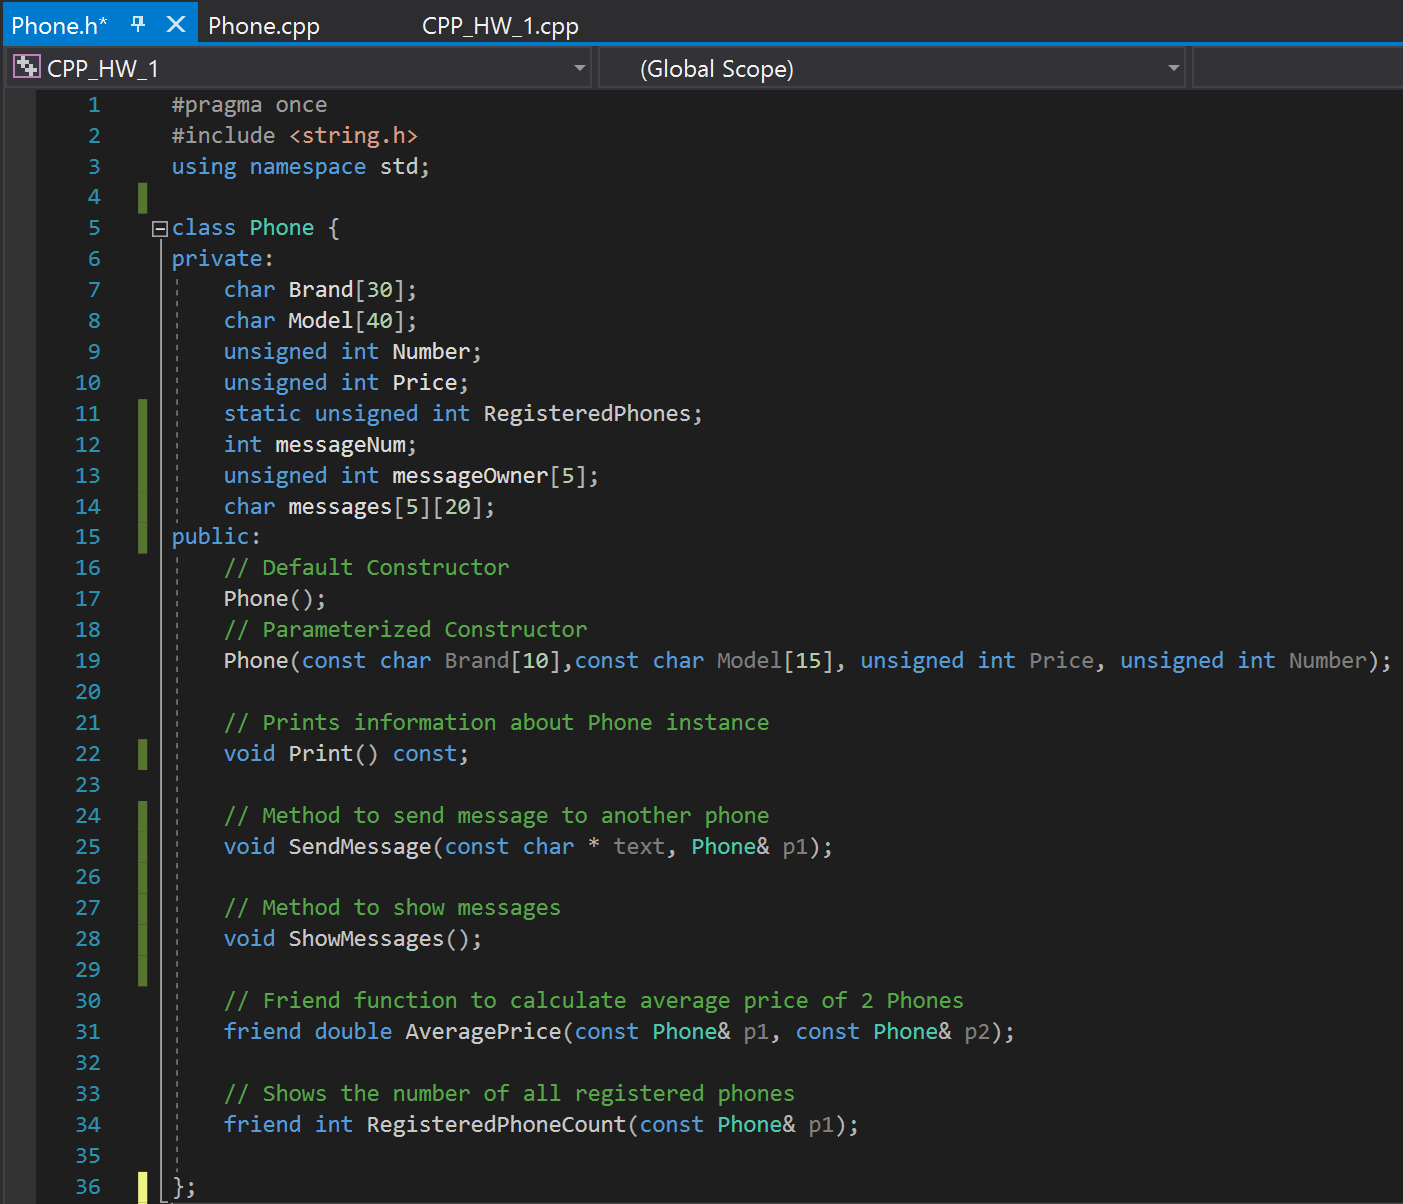 Phone.h* Phone.cpp CPP_HW_1.cpp
CPP_HW_1 (Global Scope)
1 #pragma once
2 #include <string.h>
3 using namespace std;
4
5 class Phone {
6 private:
7     char Brand[30];
8     char Model[40];
9     unsigned int Number;
10     unsigned int Price;
11     static unsigned int RegisteredPhones;
12     int messageNum;
13     unsigned int messageOwner[5];
14     char messages[5][20];
15 public:
16     // Default Constructor
17     Phone();
18     // Parameterized Constructor
19     Phone(const char Brand[10],const char Model[15], unsigned int Price, unsigned int Number);
20
21     // Prints information about Phone instance
22     void Print() const;
23
24     // Method to send message to another phone
25     void SendMessage(const char * text, Phone& p1);
26
27     // Method to show messages
28     void ShowMessages();
29
30     // Friend function to calculate average price of 2 Phones
31     friend double AveragePrice(const Phone& p1, const Phone& p2);
32
33     // Shows the number of all registered phones
34     friend int RegisteredPhoneCount(const Phone& p1);
35
36 };